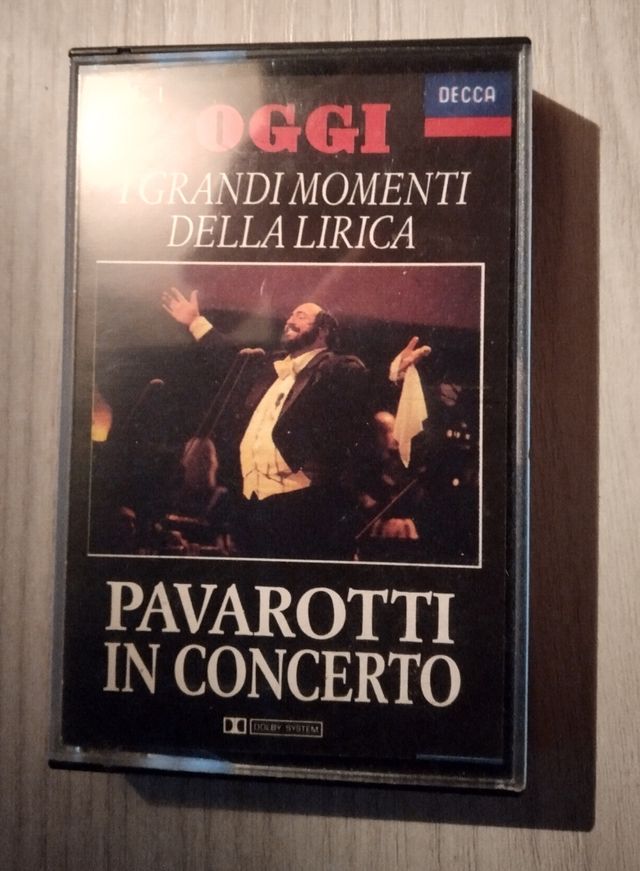 OGGI
DECCA
I GRANDI MOMENTI
DELLA LIRICA
PAVAROTTI
IN CONCERTO
DOLBY SYSTEM